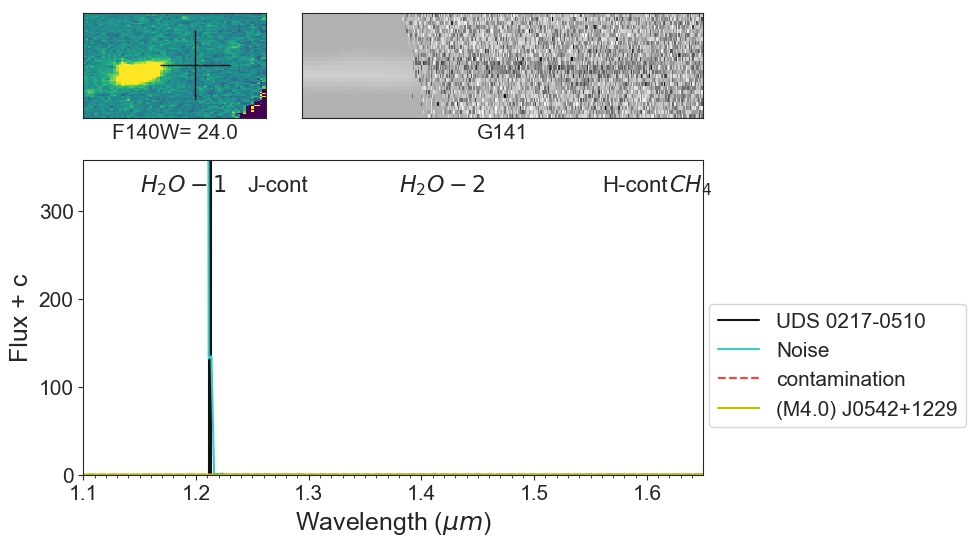 F140W= 24.0
G141
H₂O − 1
J-cont
H₂O − 2
H-cont
CH₄
300
200
100
0
Flux + c
1.1
1.2
1.3
1.4
1.5
1.6
Wavelength (μm)
UDS 0217-0510
Noise
contamination
(M4.0) J0542+1229